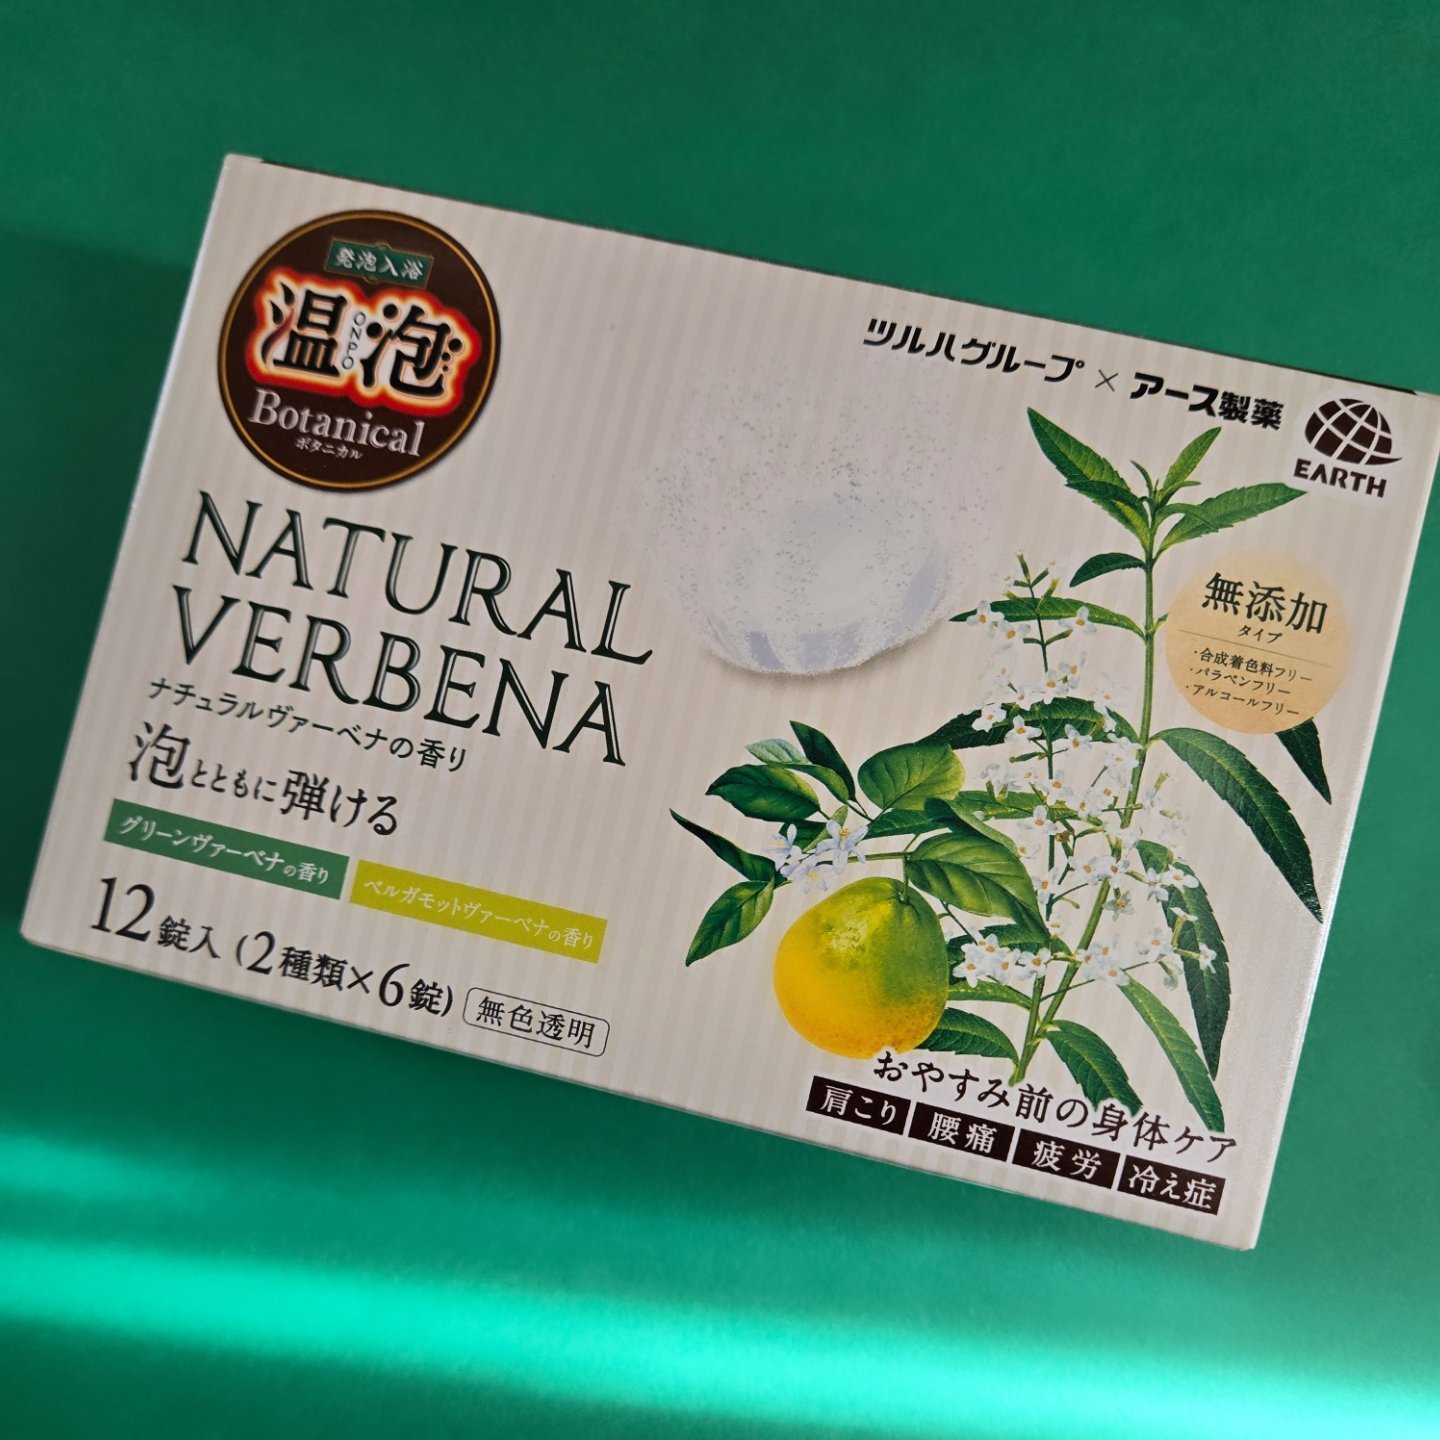 発泡入浴
温泡
ONPO
Botanical
ボタニカル
ツルハグループ × アース製薬
EARTH
NATURAL
VERBENA
ナチュラルヴァーベナの香り
泡とともに弾ける
グリーンヴァーベナの香り
ベルガモットヴァーベナの香り
12錠入 (2種類×6錠)
無色透明
無添加
タイプ
・合成着色料フリー
・パラベンフリー
・アルコールフリー
おやすみ前の身体ケア
肩こり 腰痛 疲労 冷え症